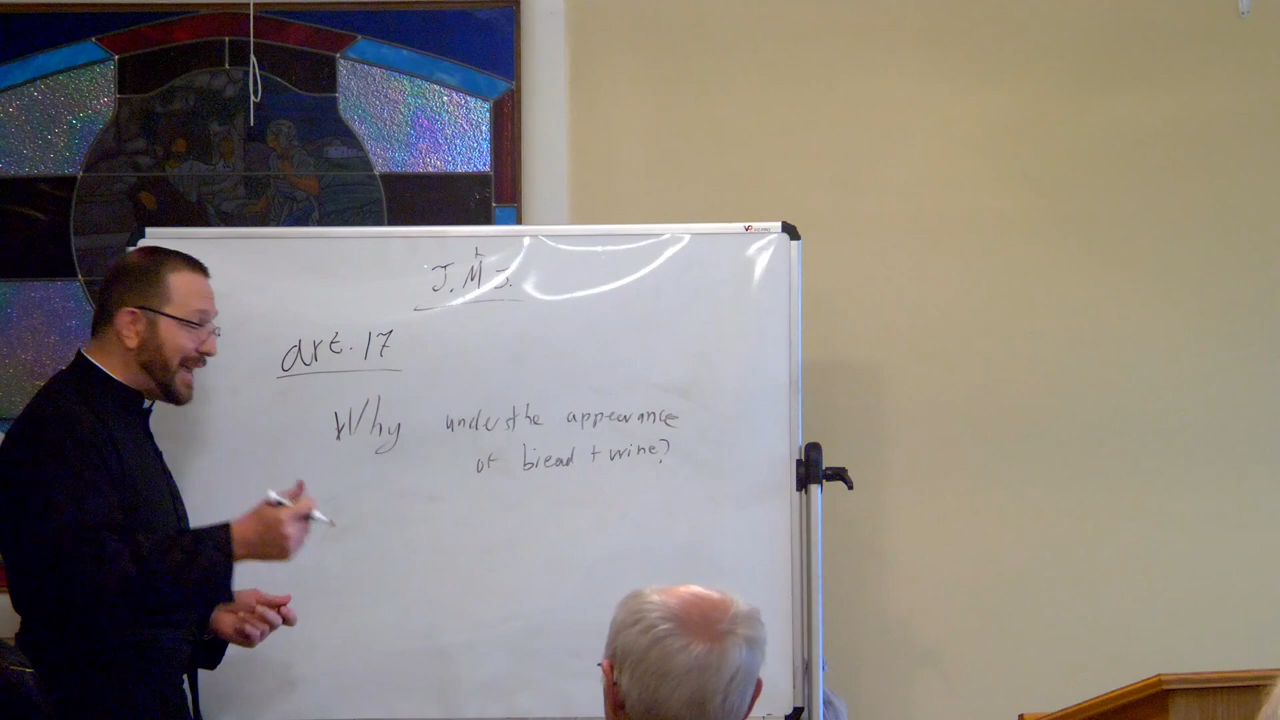 J.M.J.
art. 17
Why under the appearance
of bread + wine?